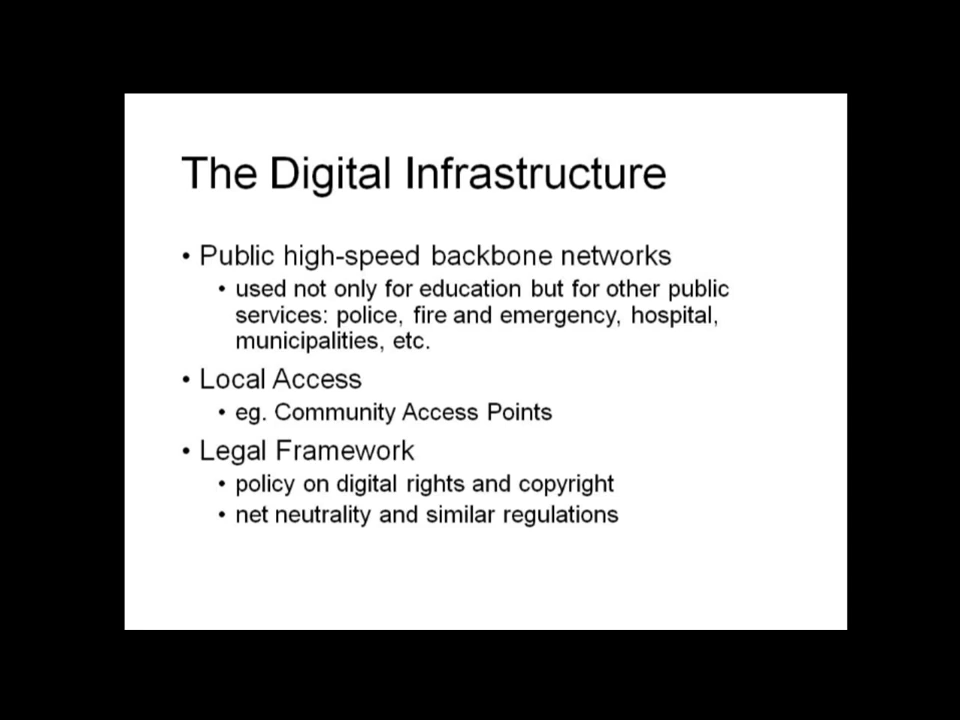 The Digital Infrastructure
• Public high-speed backbone networks
• used not only for education but for other public
services: police, fire and emergency, hospital,
municipalities, etc.
• Local Access
• eg. Community Access Points
• Legal Framework
• policy on digital rights and copyright
• net neutrality and similar regulations